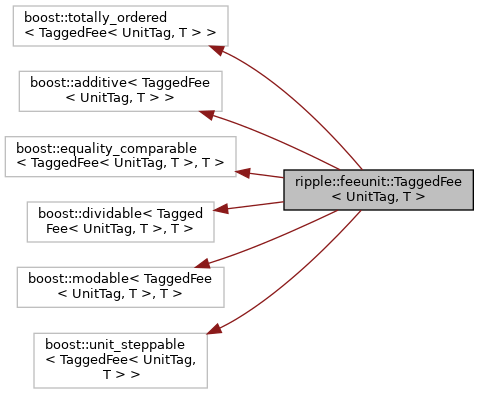 boost::totally_ordered
< TaggedFee< UnitTag, T > >
boost::additive< TaggedFee
< UnitTag, T > >
boost::equality_comparable
< TaggedFee< UnitTag, T >, T >
ripple::feeunit::TaggedFee
< UnitTag, T >
boost::dividable< Tagged
Fee< UnitTag, T >, T >
boost::modable< TaggedFee
< UnitTag, T >, T >
boost::unit_steppable
< TaggedFee< UnitTag,
T > >